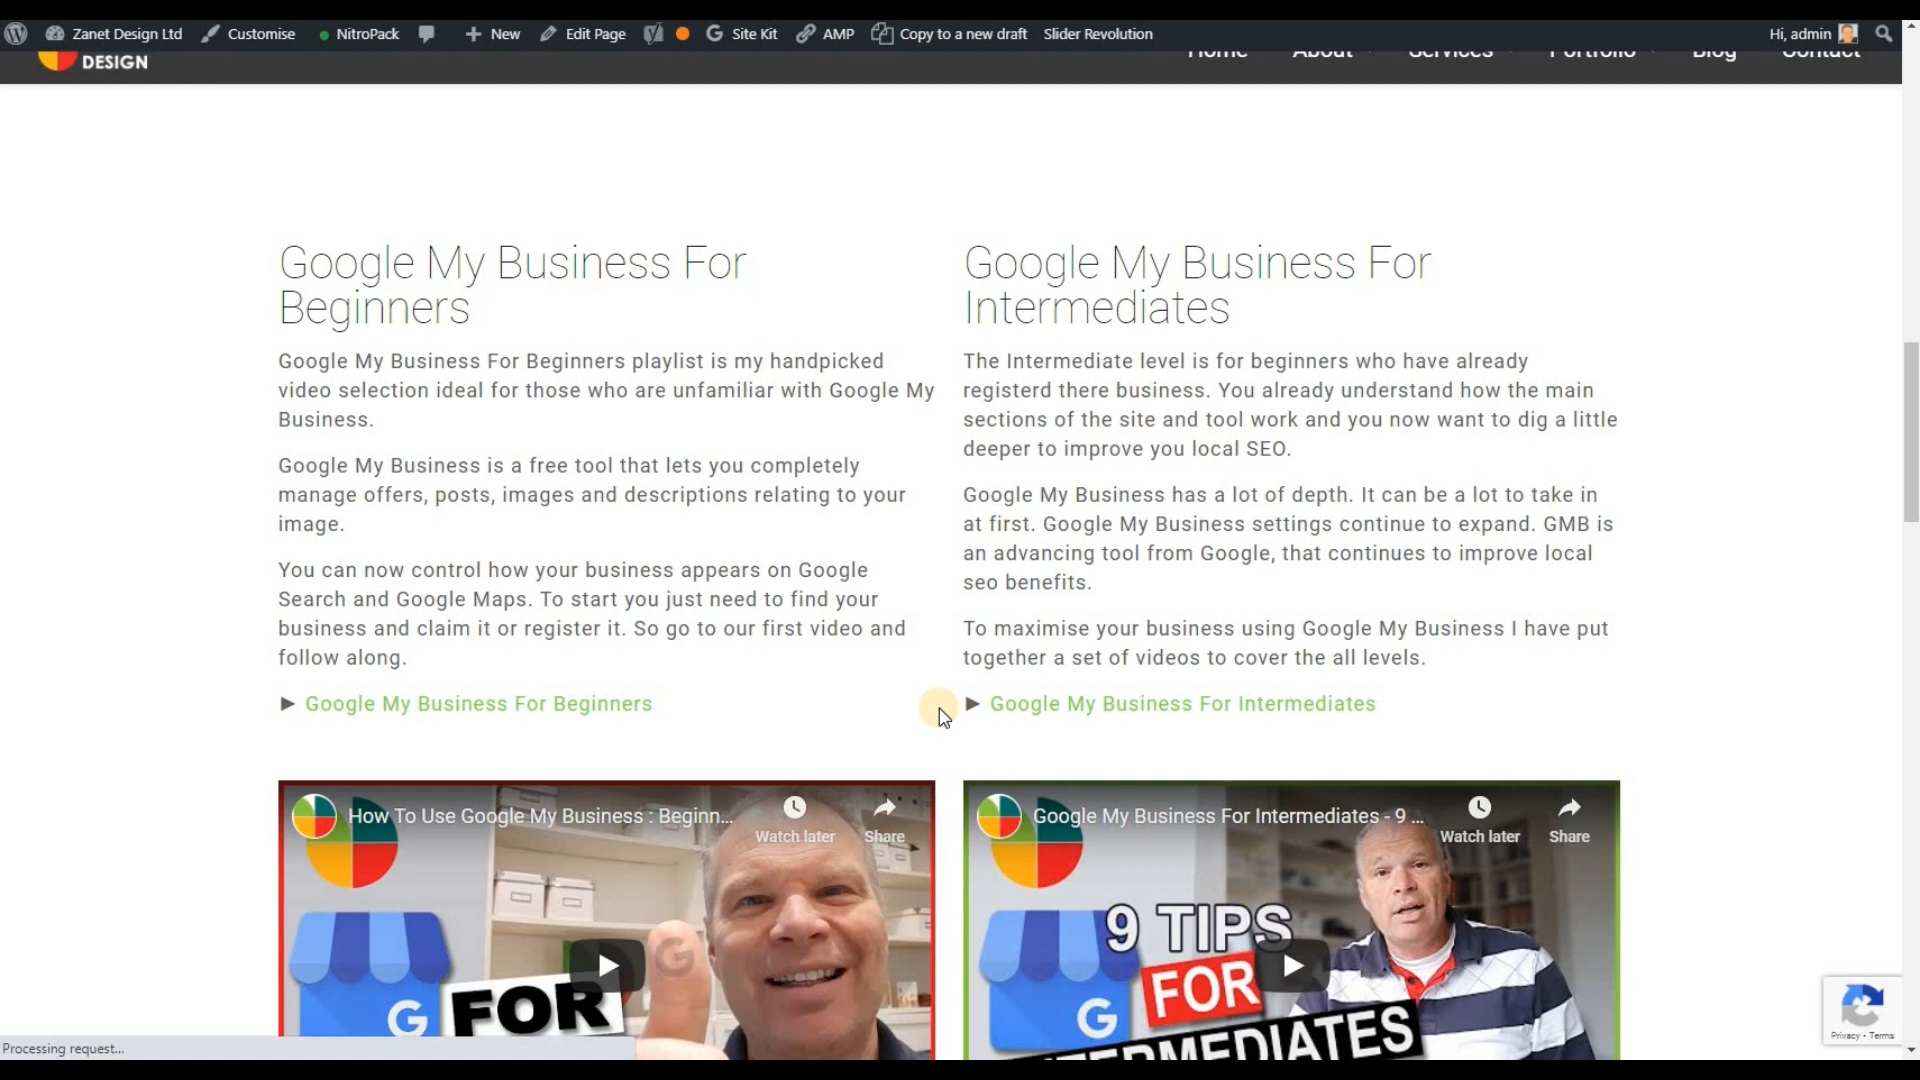 Zanet Design Ltd Customise NitroPack New Edit Page Site Kit AMP Copy to a new draft Slider Revolution Hi, admin
DESIGN Home About Services Portfolio Blog Contact
Google My Business For
Beginners
Google My Business For Beginners playlist is my handpicked
video selection ideal for those who are unfamiliar with Google My
Business.
Google My Business is a free tool that lets you completely
manage offers, posts, images and descriptions relating to your
image.
You can now control how your business appears on Google
Search and Google Maps. To start you just need to find your
business and claim it or register it. So go to our first video and
follow along.
Google My Business For Beginners
Google My Business For
Intermediates
The Intermediate level is for beginners who have already
registerd there business. You already understand how the main
sections of the site and tool work and you now want to dig a little
deeper to improve you local SEO.
Google My Business has a lot of depth. It can be a lot to take in
at first. Google My Business settings continue to expand. GMB is
an advancing tool from Google, that continues to improve local
seo benefits.
To maximise your business using Google My Business I have put
together a set of videos to cover the all levels.
Google My Business For Intermediates
How To Use Google My Business : Beginn...
Watch later Share
G FOR
G
Google My Business For Intermediates - 9 ...
Watch later Share
9 TIPS
FOR
G
INTERMEDIATES
Privacy - Terms
Processing request...